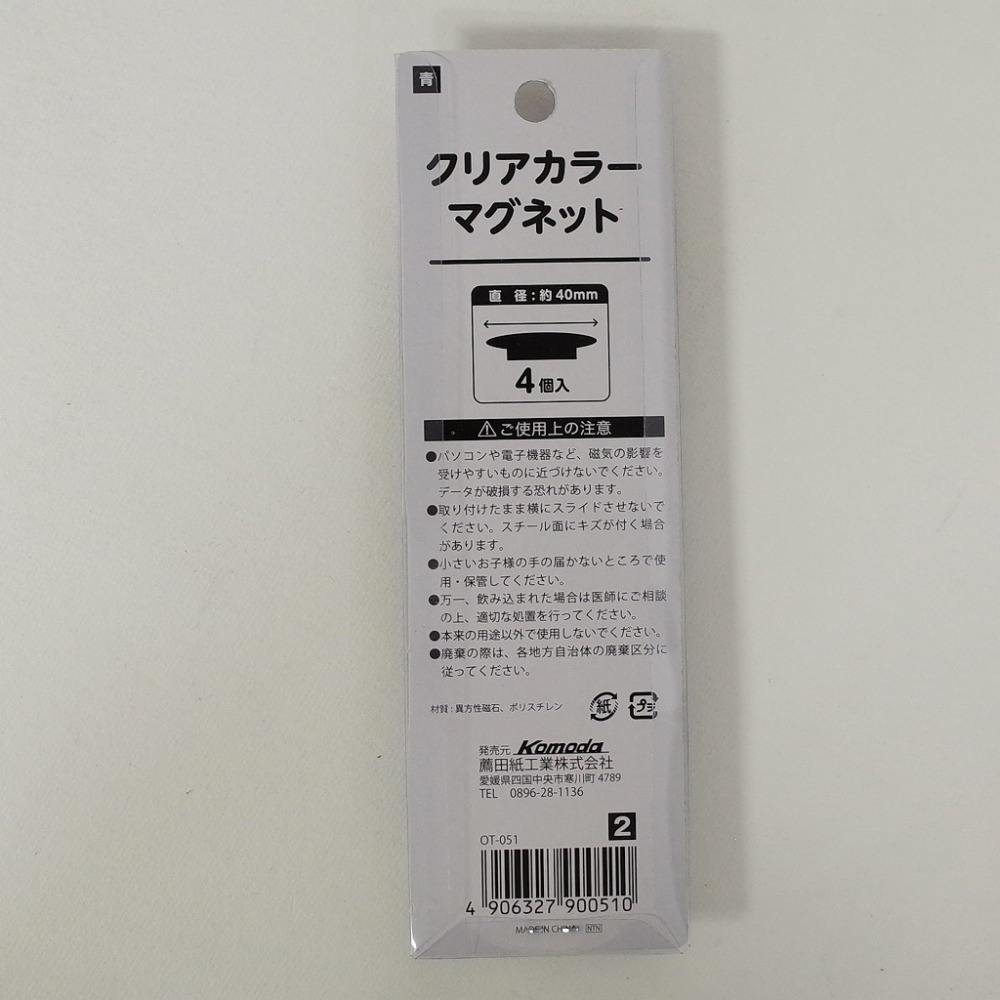 青
クリアカラー
マグネット
直 径:約40mm
4個入
ご使用上の注意
●パソコンや電子機器など、磁気の影響を
受けやすいものに近づけないでください。
データが破損する恐れがあります。
●取り付けたまま横にスライドさせないで
ください。スチール面にキズが付く場合
があります。
●小さいお子様の手の届かないところで使
用・保管してください。
●万一、飲み込まれた場合は医師にご相談
の上、適切な処置を行ってください。
●本来の用途以外で使用しないでください。
●廃棄の際は、各地方自治体の廃棄区分に
従ってください。
材質:異方性磁石、ポリスチレン
紙 プラ
発売元 Komoda
薦田紙工業株式会社
愛媛県四国中央市寒川町4789
TEL 0896-28-1136
2
OT-051
4 906327 900510
MADE IN CHINA NTN